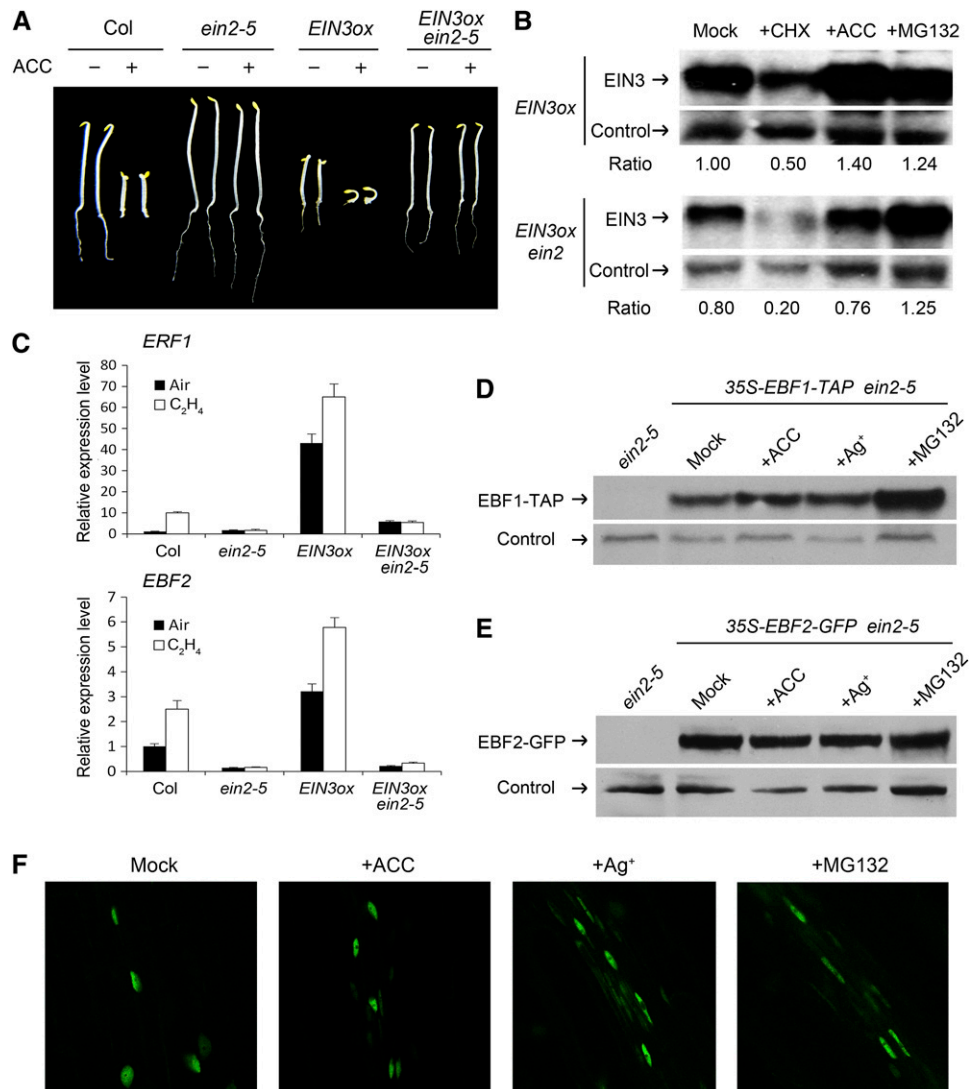 A
Col
ein2-5
EIN3ox
EIN3ox
ein2-5
ACC
– + – + – + – +
B
Mock +CHX +ACC +MG132
EIN3ox
EIN3 →
Control →
Ratio 1.00 0.50 1.40 1.24
EIN3ox
ein2
EIN3 →
Control →
Ratio 0.80 0.20 0.76 1.25
C
ERF1
Relative expression level
80
70
60
50
40
30
20
10
0
Air
C₂H₄
Col ein2-5 EIN3ox EIN3ox
ein2-5
EBF2
Relative expression level
7
6
5
4
3
2
1
0
Air
C₂H₄
Col ein2-5 EIN3ox EIN3ox
ein2-5
D
35S-EBF1-TAP ein2-5
ein2-5 Mock +ACC +Ag⁺ +MG132
EBF1-TAP →
Control →
E
35S-EBF2-GFP ein2-5
ein2-5 Mock +ACC +Ag⁺ +MG132
EBF2-GFP →
Control →
F
Mock +ACC +Ag⁺ +MG132